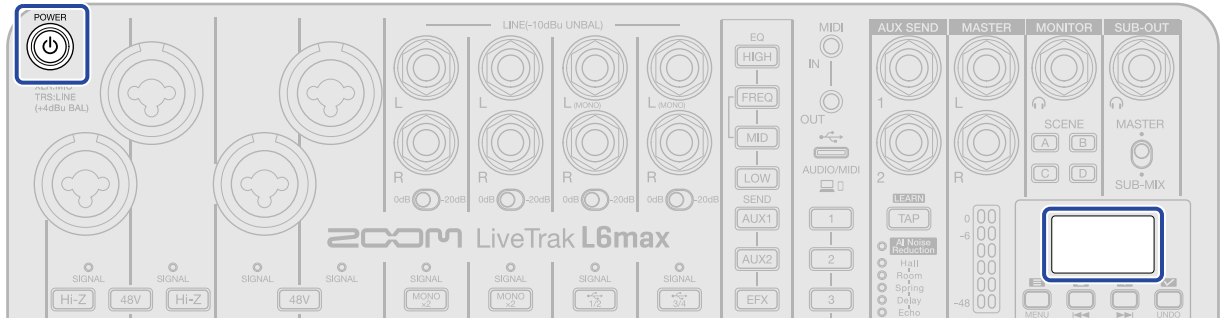 POWER
LINE(−10dBu UNBAL)
EQ
MIDI
AUX SEND
MASTER
MONITOR
SUB-OUT
HIGH
IN
TRS:LINE
(+4dBu BAL)
L
L
L (MONO)
L (MONO)
FREQ
1
L
OUT
SCENE
MASTER
MID
A
B
AUDIO/MIDI
R
R
R
R
LOW
2
R
C
D
SUB-MIX
0dB
-20dB
0dB
-20dB
0dB
-20dB
0dB
-20dB
SEND
LEARN
AUX1
1
TAP
0
-6
ZOOM LiveTrak L6max
AI Noise
Reduction
AUX2
2
Hall
Room
Spring
Delay
Echo
SIGNAL
SIGNAL
SIGNAL
SIGNAL
SIGNAL
SIGNAL
SIGNAL
SIGNAL
Hi-Z
48V
Hi-Z
48V
MONO
x2
MONO
x2
1/2
3/4
EFX
3
-48
MENU
UNDO